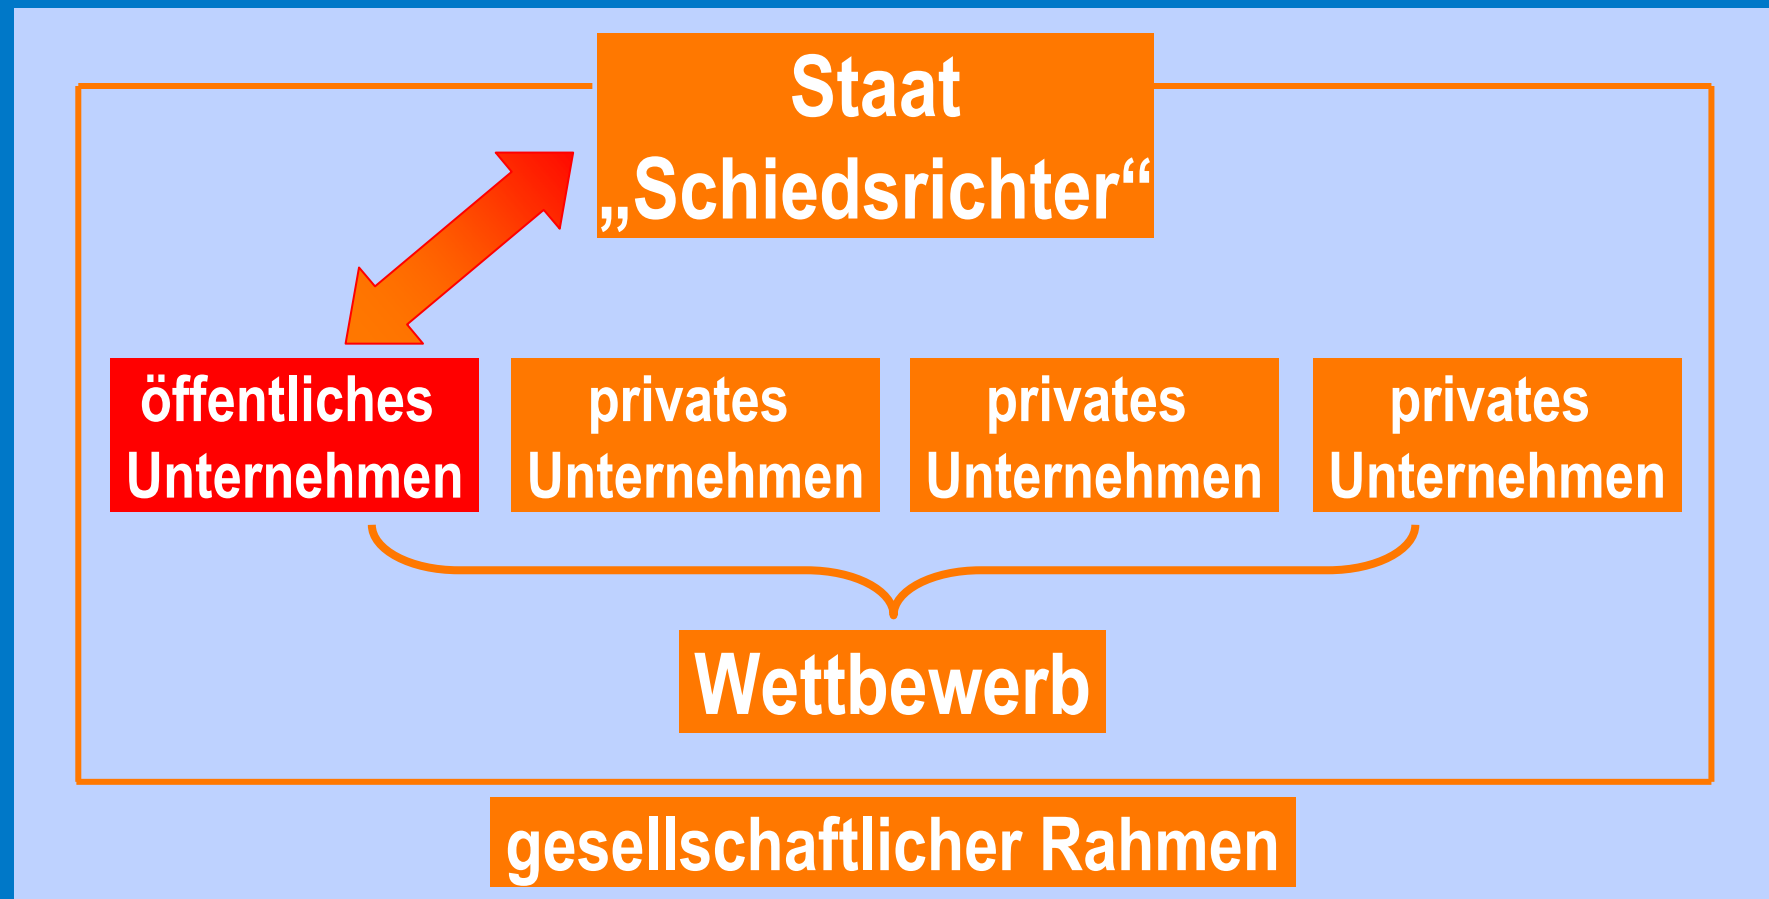 Staat
„Schiedsrichter“
öffentliches
Unternehmen
privates
Unternehmen
privates
Unternehmen
privates
Unternehmen
Wettbewerb
gesellschaftlicher Rahmen